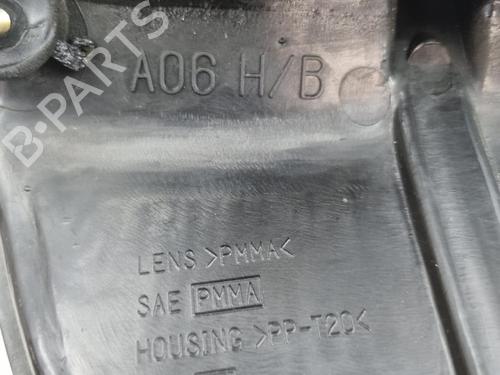 B-PARTS
A06 H/B
LENS >PMMA<
SAE PMMA
HOUSING >PP-T20<